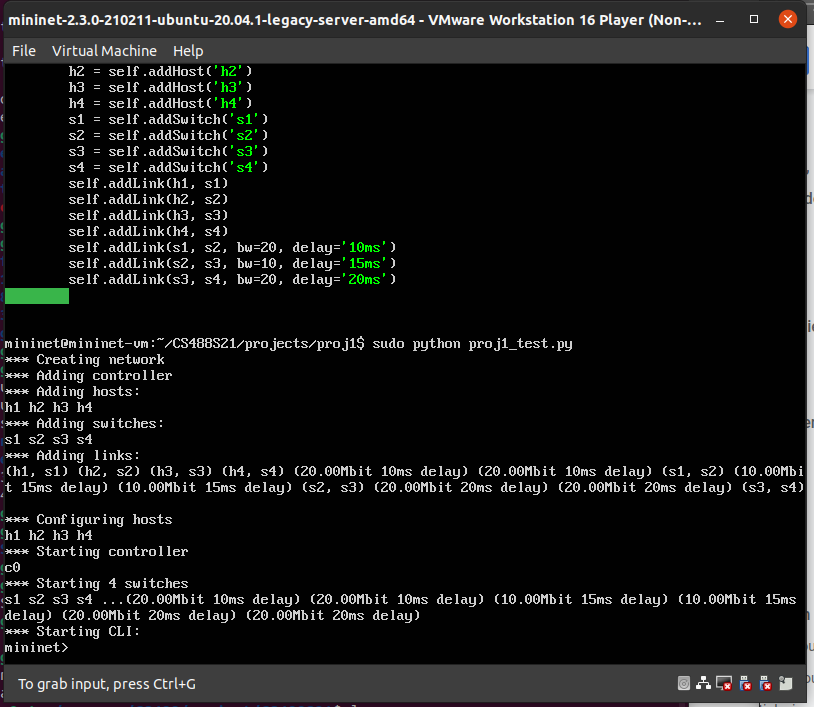 mininet-2.3.0-210211-ubuntu-20.04.1-legacy-server-amd64 - VMware Workstation 16 Player (Non-...
File Virtual Machine Help
h2 = self.addHost('h2')
h3 = self.addHost('h3')
h4 = self.addHost('h4')
s1 = self.addSwitch('s1')
s2 = self.addSwitch('s2')
s3 = self.addSwitch('s3')
s4 = self.addSwitch('s4')
self.addLink(h1, s1)
self.addLink(h2, s2)
self.addLink(h3, s3)
self.addLink(h4, s4)
self.addLink(s1, s2, bw=20, delay='10ms')
self.addLink(s2, s3, bw=10, delay='15ms')
self.addLink(s3, s4, bw=20, delay='20ms')
mininet@mininet-vm:~/CS488S21/projects/proj1$ sudo python proj1_test.py
*** Creating network
*** Adding controller
*** Adding hosts:
h1 h2 h3 h4
*** Adding switches:
s1 s2 s3 s4
*** Adding links:
(h1, s1) (h2, s2) (h3, s3) (h4, s4) (20.00Mbit 10ms delay) (20.00Mbit 10ms delay) (s1, s2) (10.00Mbi
t 15ms delay) (10.00Mbit 15ms delay) (s2, s3) (20.00Mbit 20ms delay) (20.00Mbit 20ms delay) (s3, s4)
*** Configuring hosts
h1 h2 h3 h4
*** Starting controller
c0
*** Starting 4 switches
s1 s2 s3 s4 ...(20.00Mbit 10ms delay) (20.00Mbit 10ms delay) (10.00Mbit 15ms delay) (10.00Mbit 15ms
delay) (20.00Mbit 20ms delay) (20.00Mbit 20ms delay)
*** Starting CLI:
mininet>
To grab input, press Ctrl+G